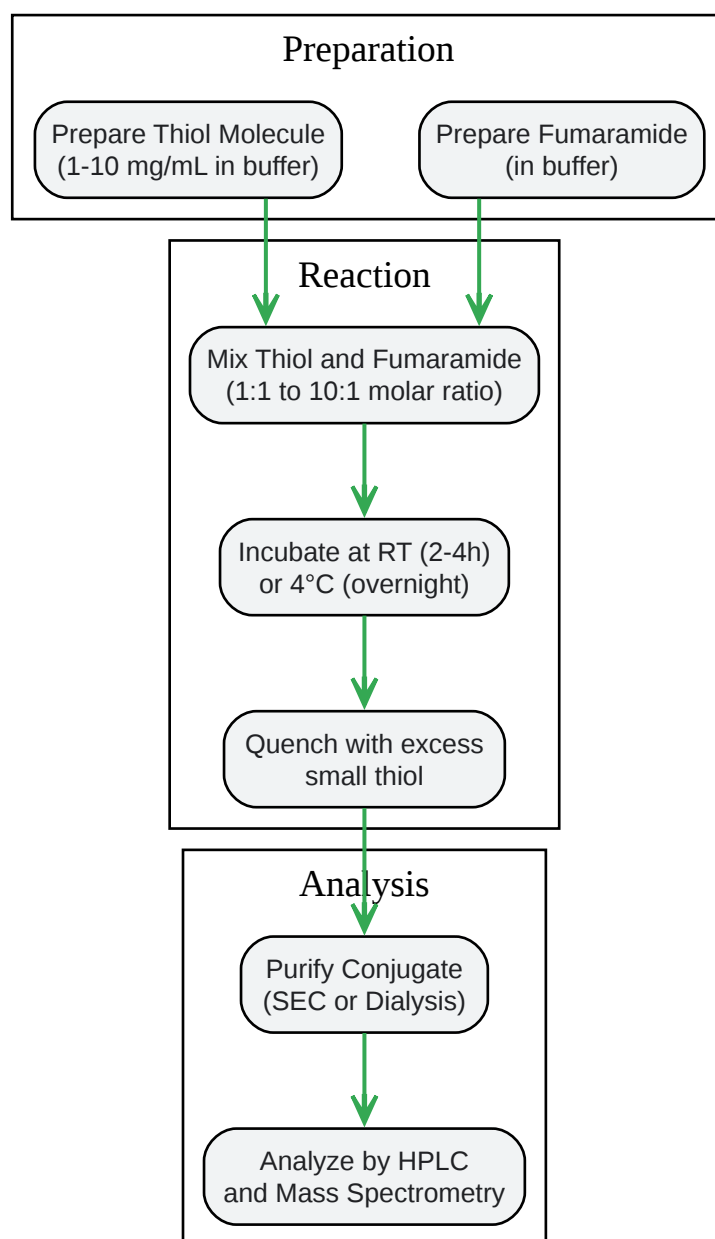 Preparation
Prepare Thiol Molecule
(1-10 mg/mL in buffer)
Prepare Fumaramide
(in buffer)
Reaction
Mix Thiol and Fumaramide
(1:1 to 10:1 molar ratio)
Incubate at RT (2-4h)
or 4°C (overnight)
Quench with excess
small thiol
Analysis
Purify Conjugate
(SEC or Dialysis)
Analyze by HPLC
and Mass Spectrometry